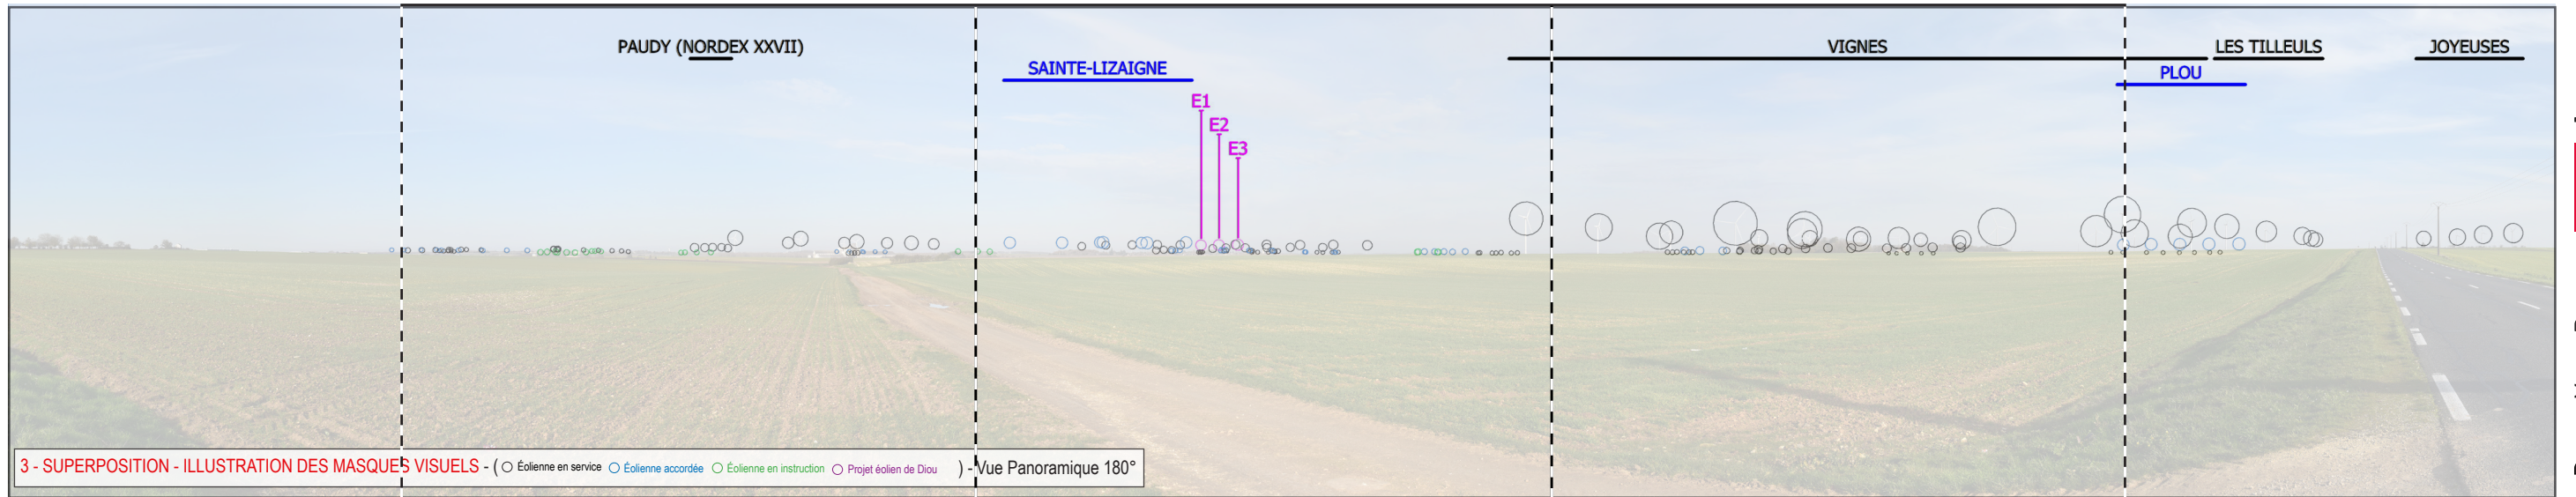 PAUDY (NORDEX XXVII)
VIGNES
LES TILLEULS
JOYEUSES
SAINTE-LIZAIGNE
PLOU
E1
E2
E3
3 - SUPERPOSITION - ILLUSTRATION DES MASQUES VISUELS - ( Éolienne en service Éolienne accordée Éolienne en instruction Projet éolien de Diou ) - Vue Panoramique 180°